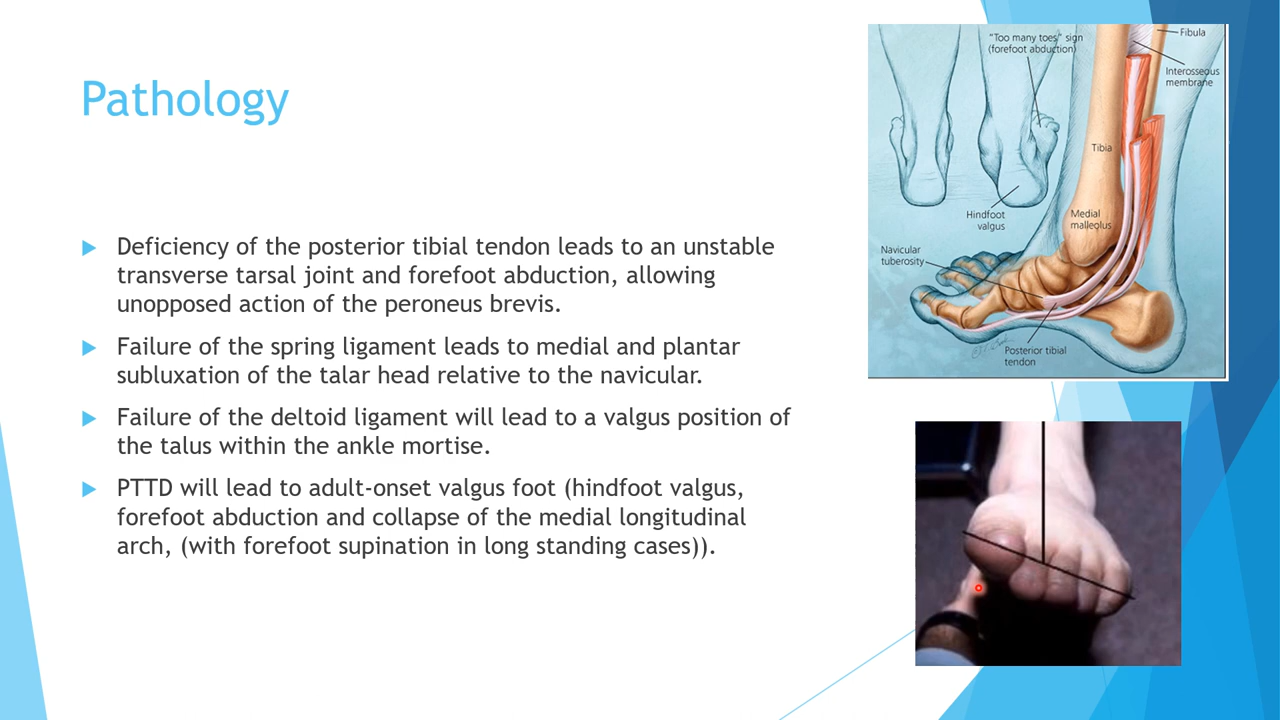 Pathology
Deficiency of the posterior tibial tendon leads to an unstable
transverse tarsal joint and forefoot abduction, allowing
unopposed action of the peroneus brevis.
Failure of the spring ligament leads to medial and plantar
subluxation of the talar head relative to the navicular.
Failure of the deltoid ligament will lead to a valgus position of
the talus within the ankle mortise.
PTTD will lead to adult-onset valgus foot (hindfoot valgus,
forefoot abduction and collapse of the medial longitudinal
arch, (with forefoot supination in long standing cases)).
"Too many toes" sign
(forefoot abduction)
Fibula
Interosseous
membrane
Tibia
Hindfoot
valgus
Medial
malleolus
Navicular
tuberosity
Posterior tibial
tendon